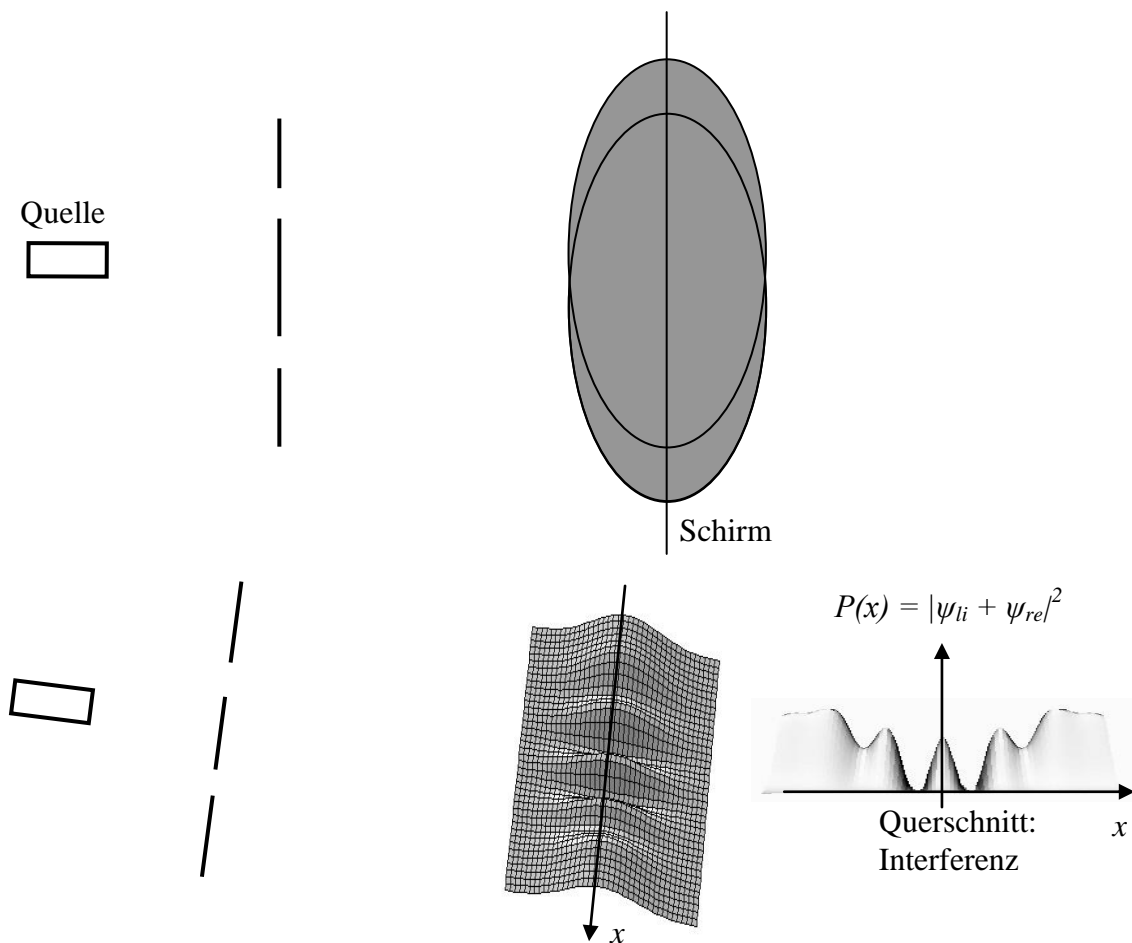 Quelle
Schirm
P(x) = |ψli + ψre|²
Querschnitt:
Interferenz
x
x